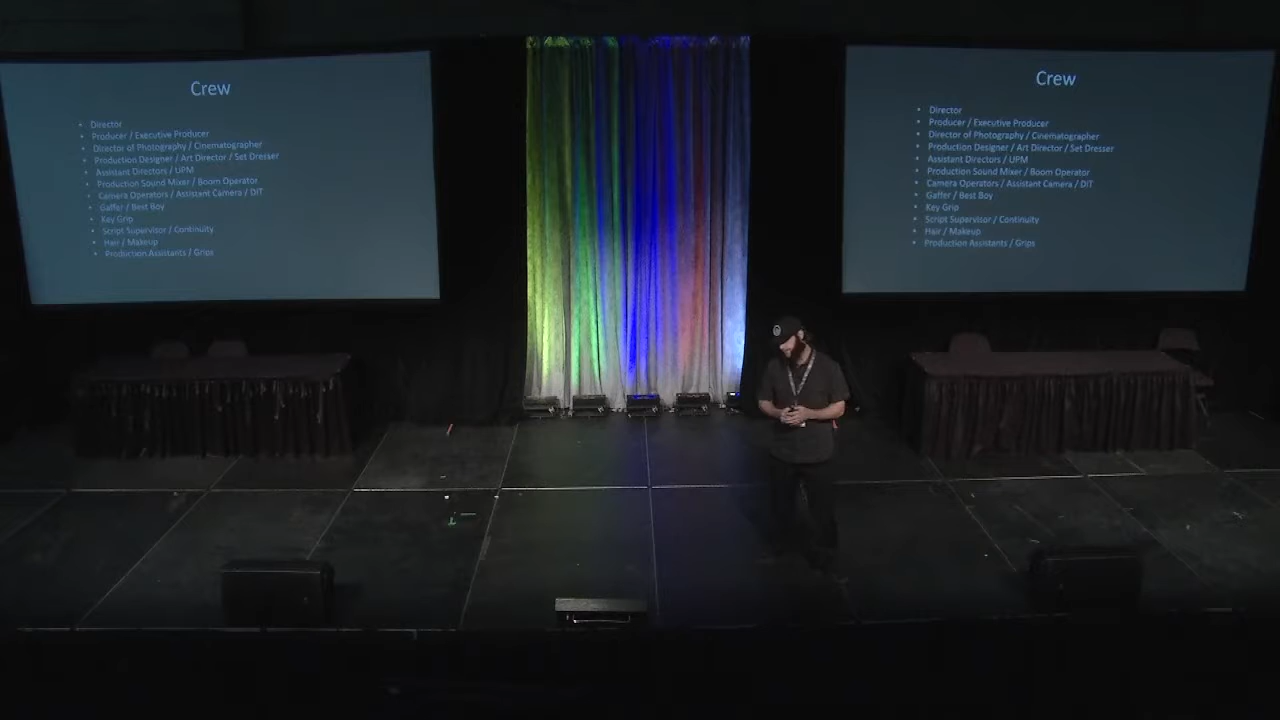 Crew
• Director
• Producer / Executive Producer
• Director of Photography / Cinematographer
• Production Designer / Art Director / Set Dresser
• Assistant Directors / UPM
• Production Sound Mixer / Boom Operator
• Camera Operators / Assistant Camera / DIT
• Gaffer / Best Boy
• Key Grip
• Script Supervisor / Continuity
• Hair / Makeup
• Production Assistants / Grips
Crew
• Director
• Producer / Executive Producer
• Director of Photography / Cinematographer
• Production Designer / Art Director / Set Dresser
• Assistant Directors / UPM
• Production Sound Mixer / Boom Operator
• Camera Operators / Assistant Camera / DIT
• Gaffer / Best Boy
• Key Grip
• Script Supervisor / Continuity
• Hair / Makeup
• Production Assistants / Grips